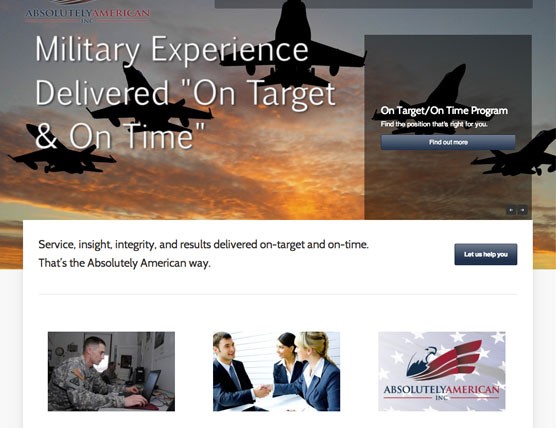 ABSOLUTELYAMERICAN
INC
Military Experience
Delivered "On Target
& On Time"
On Target/On Time Program
Find the position that's right for you.
Find out more
Service, insight, integrity, and results delivered on-target and on-time.
That's the Absolutely American way.
Let us help you
ABSOLUTELYAMERICAN
INC